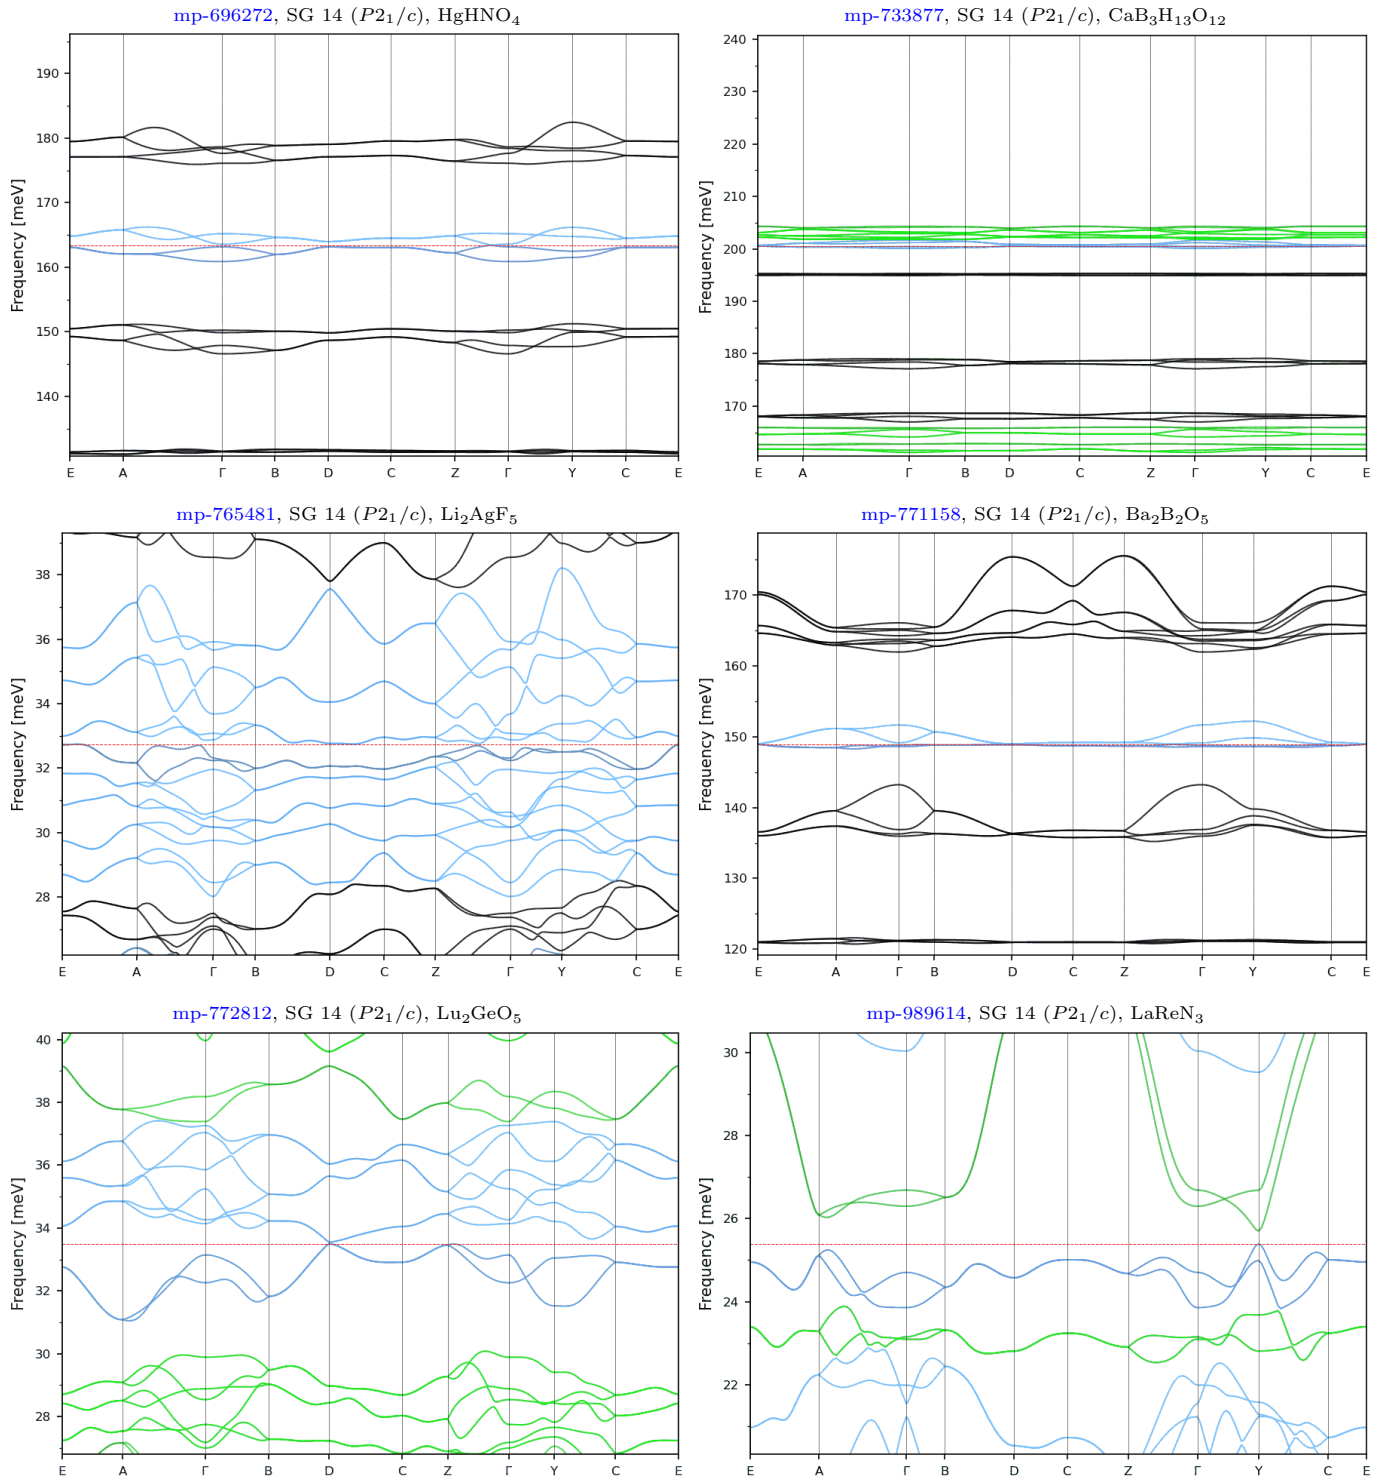 mp-696272, SG 14 (P2₁/c), HgHNO₄
Frequency [meV]
190
180
170
160
150
140
E A Γ B D C Z Γ Y C E
mp-733877, SG 14 (P2₁/c), CaB₃H₁₃O₁₂
Frequency [meV]
240
230
220
210
200
190
180
170
E A Γ B D C Z Γ Y C E
mp-765481, SG 14 (P2₁/c), Li₂AgF₅
Frequency [meV]
38
36
34
32
30
28
E A Γ B D C Z Γ Y C E
mp-771158, SG 14 (P2₁/c), Ba₂B₂O₅
Frequency [meV]
170
160
150
140
130
120
E A Γ B D C Z Γ Y C E
mp-772812, SG 14 (P2₁/c), Lu₂GeO₅
Frequency [meV]
40
38
36
34
32
30
28
E A Γ B D C Z Γ Y C E
mp-989614, SG 14 (P2₁/c), LaReN₃
Frequency [meV]
30
28
26
24
22
E A Γ B D C Z Γ Y C E